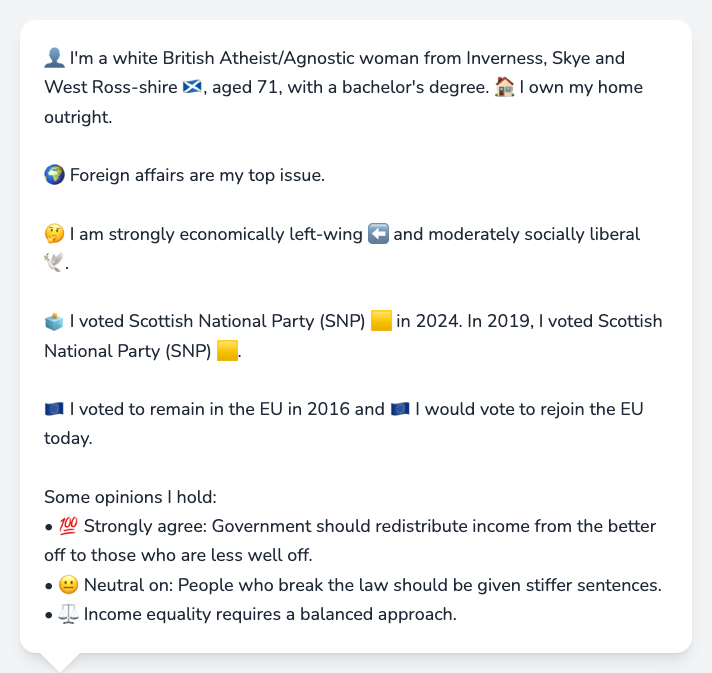 👤 I'm a white British Atheist/Agnostic woman from Inverness, Skye and
West Ross-shire 🏴󠁧󠁢󠁳󠁣󠁴󠁿, aged 71, with a bachelor's degree. 🏠 I own my home
outright.
🌍 Foreign affairs are my top issue.
🤔 I am strongly economically left-wing ⬅️ and moderately socially liberal
🕊️.
🗳️ I voted Scottish National Party (SNP) 🟨 in 2024. In 2019, I voted Scottish
National Party (SNP) 🟨.
🇪🇺 I voted to remain in the EU in 2016 and 🇪🇺 I would vote to rejoin the EU
today.
Some opinions I hold:
• 💯 Strongly agree: Government should redistribute income from the better
off to those who are less well off.
• 😐 Neutral on: People who break the law should be given stiffer sentences.
• ⚖️ Income equality requires a balanced approach.